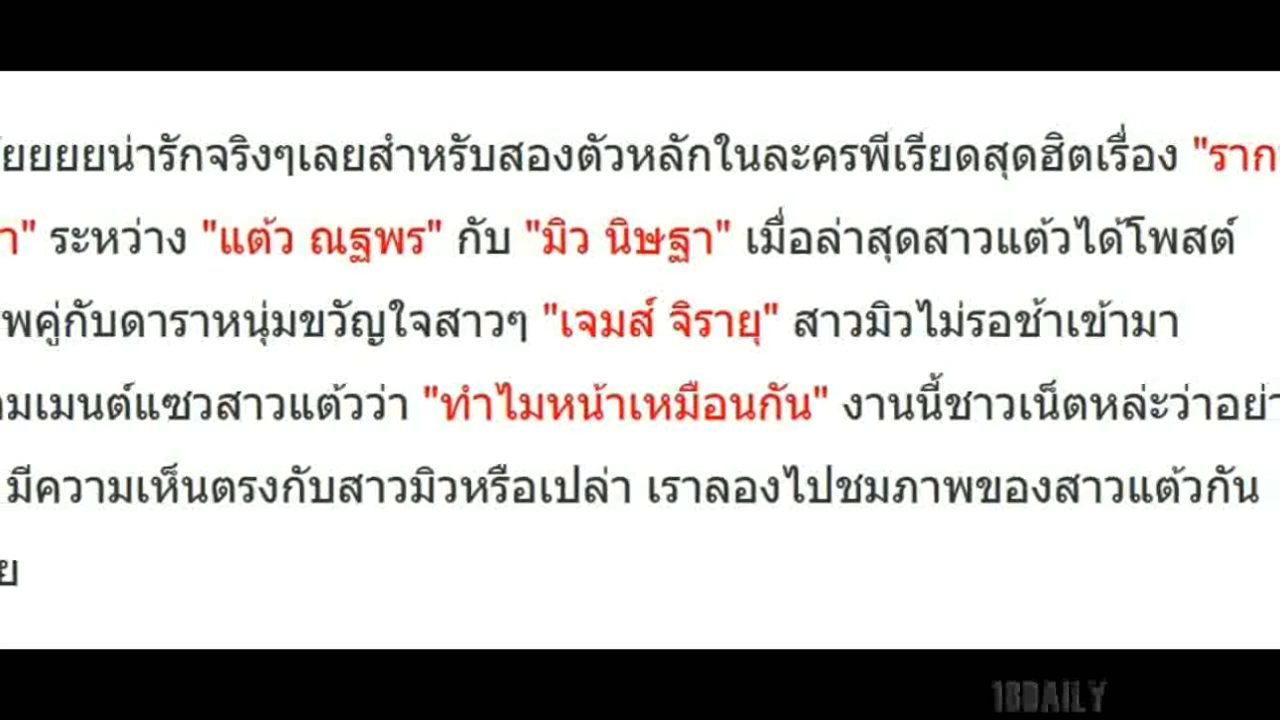 ยยยยน่ารักจริงๆเลยสำหรับสองตัวหลักในละครพีเรียดสุดฮิตเรื่อง "ราก
า" ระหว่าง "แต้ว ณฐพร" กับ "มิว นิษฐา" เมื่อล่าสุดสาวแต้วได้โพสต์
พคู่กับดาราหนุ่มขวัญใจสาวๆ "เจมส์ จิรายุ" สาวมิวไม่รอช้าเข้ามา
มเมนต์แซวสาวแต้วว่า "ทำไมหน้าเหมือนกัน" งานนี้ชาวเน็ตหล่ะว่าอย่า
มีความเห็นตรงกับสาวมิวหรือเปล่า เราลองไปชมภาพของสาวแต้วกัน
ย
18DAILY